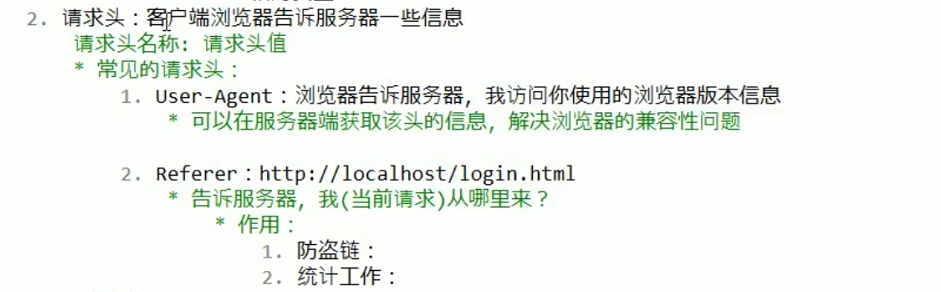 2. 请求头：客户端浏览器告诉服务器一些信息
请求头名称: 请求头值
* 常见的请求头：
1. User-Agent：浏览器告诉服务器，我访问你使用的浏览器版本信息
* 可以在服务器端获取该头的信息，解决浏览器的兼容性问题
2. Referer：http://localhost/login.html
* 告诉服务器，我(当前请求)从哪里来？
* 作用：
1. 防盗链：
2. 统计工作：